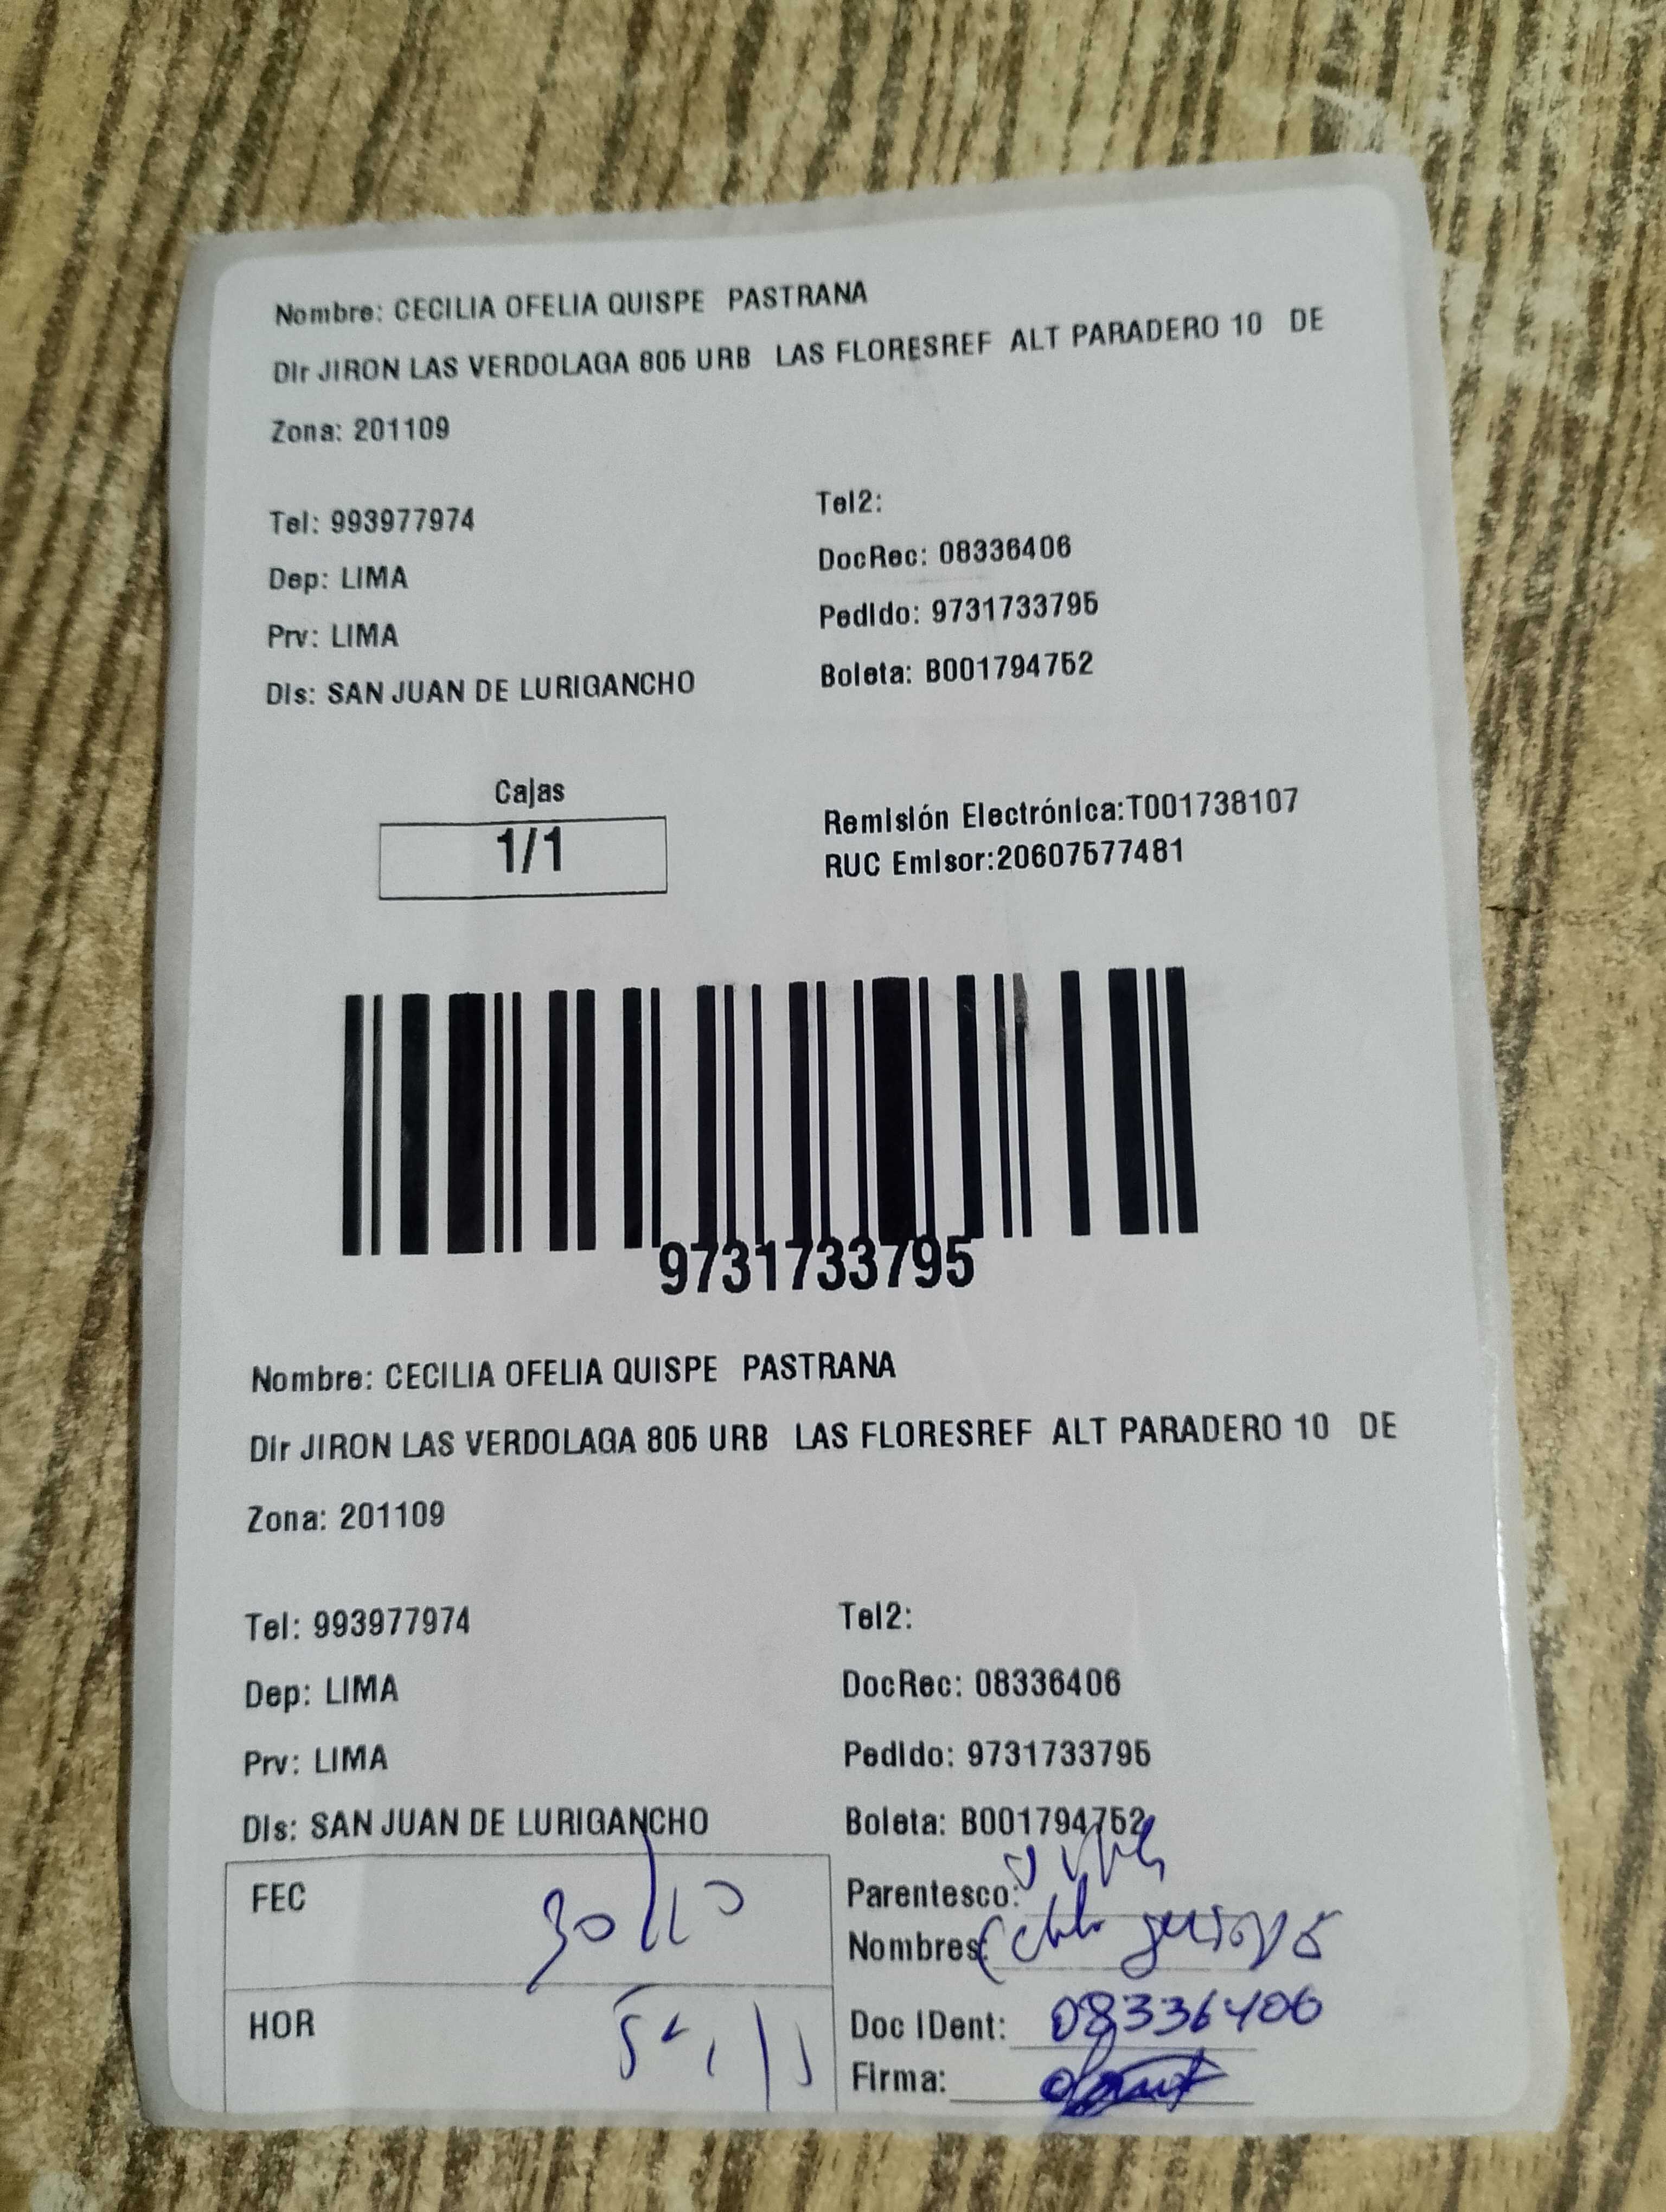 Nombre: CECILIA OFELIA QUISPE PASTRANA
Dir JIRON LAS VERDOLAGA 805 URB LAS FLORESREF ALT PARADERO 10 DE
Zona: 201109
Tel: 993977974
Tel2:
Dep: LIMA
DocRec: 08336406
Prv: LIMA
Pedido: 9731733795
Dis: SAN JUAN DE LURIGANCHO
Boleta: B001794752
Cajas
1/1
Remisión Electrónica:T001738107
RUC Emisor:20607577481
9731733795
Nombre: CECILIA OFELIA QUISPE PASTRANA
Dir JIRON LAS VERDOLAGA 805 URB LAS FLORESREF ALT PARADERO 10 DE
Zona: 201109
Tel: 993977974
Tel2:
Dep: LIMA
DocRec: 08336406
Prv: LIMA
Pedido: 9731733795
Dis: SAN JUAN DE LURIGANCHO
Boleta: B001794752
FEC 30/10
Parentesco:
Nombres:
HOR
Doc IDent: 08336406
Firma: